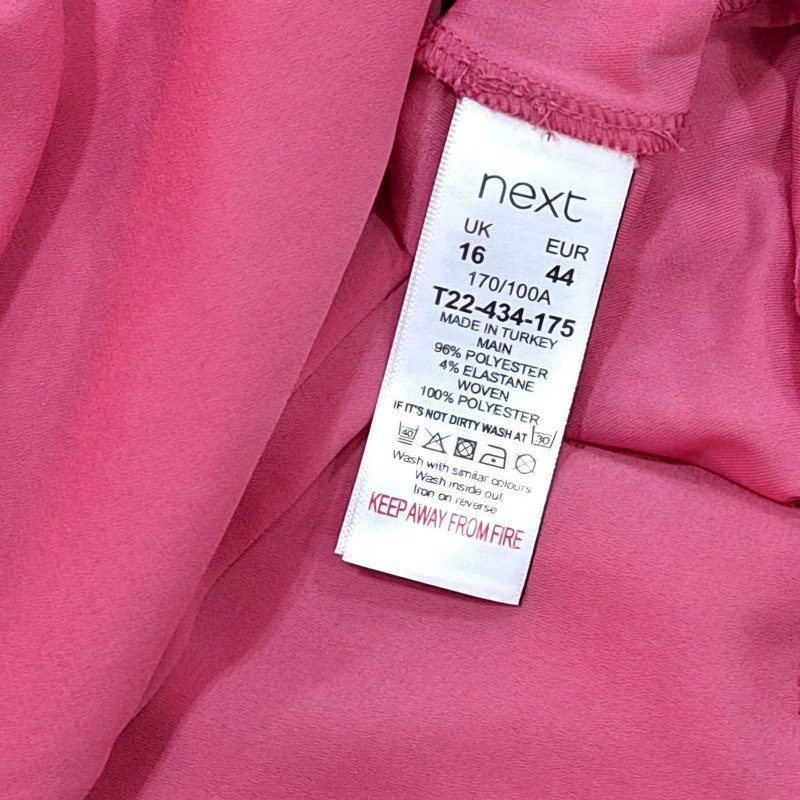 next
UK EUR
16 44
170/100A
T22-434-175
MADE IN TURKEY
MAIN
96% POLYESTER
4% ELASTANE
WOVEN
100% POLYESTER
IF IT'S NOT DIRTY WASH AT 30
40
Wash with similar colours
Wash inside out
Iron on reverse
KEEP AWAY FROM FIRE